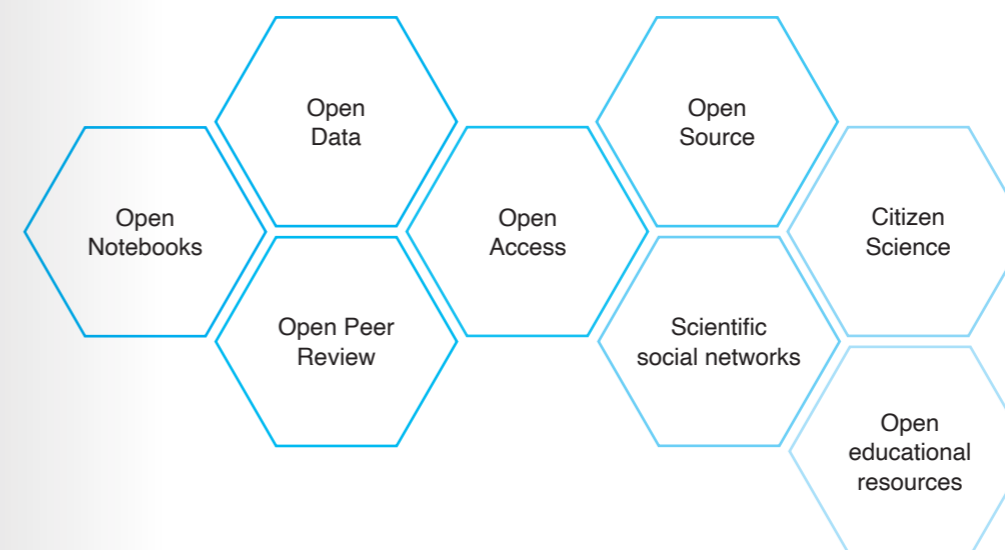 Open
Data
Open
Source
Open
Notebooks
Open
Access
Citizen
Science
Open Peer
Review
Scientific
social networks
Open
educational
resources